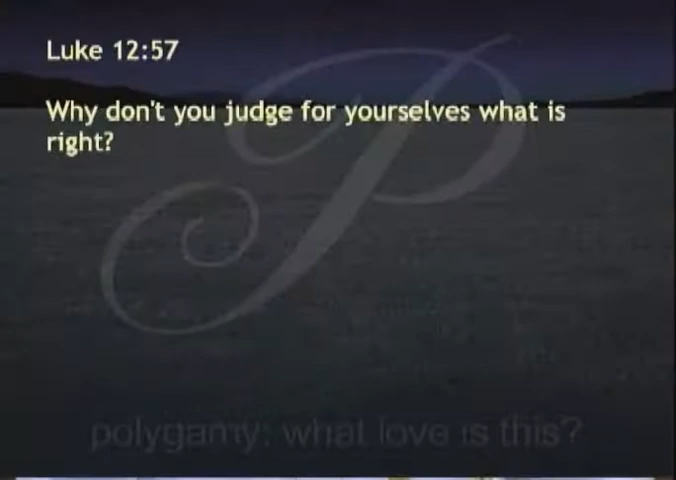 Luke 12:57
Why don't you judge for yourselves what is
right?
P
polygamy: what love is this?